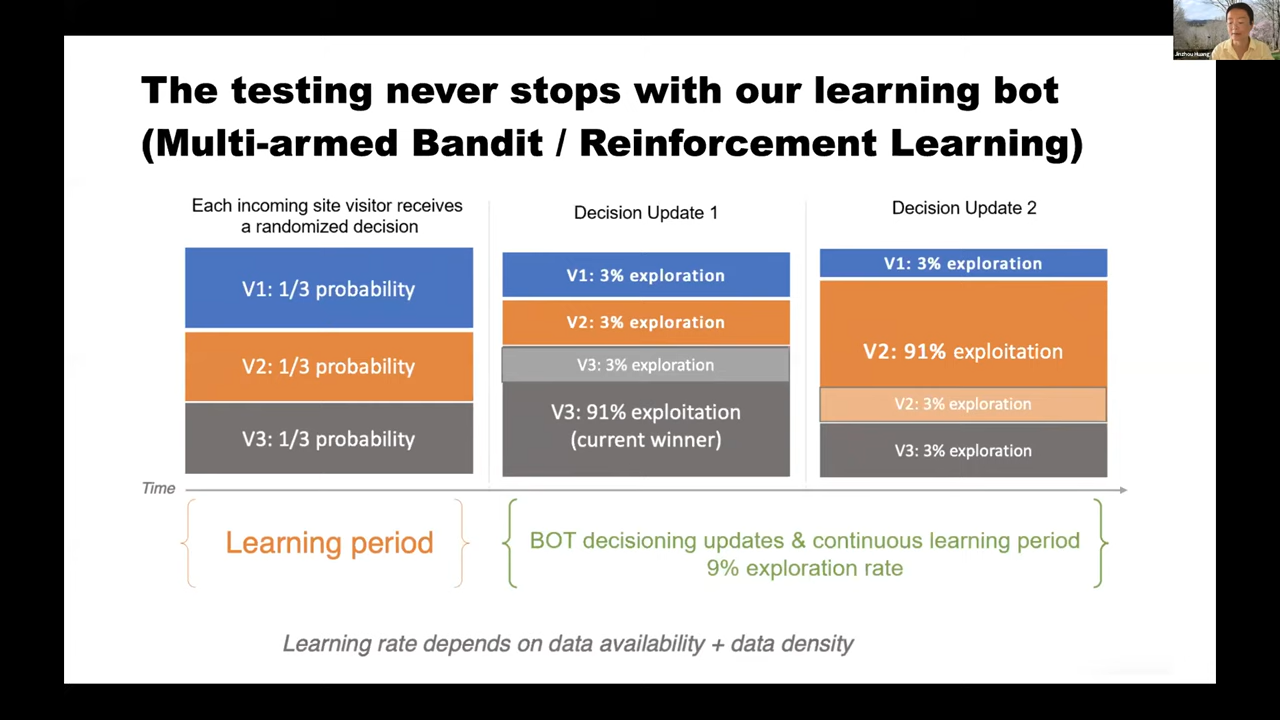 Jinzhou Huang
The testing never stops with our learning bot
(Multi-armed Bandit / Reinforcement Learning)
Each incoming site visitor receives
a randomized decision
V1: 1/3 probability
V2: 1/3 probability
V3: 1/3 probability
Decision Update 1
V1: 3% exploration
V2: 3% exploration
V3: 3% exploration
V3: 91% exploitation
(current winner)
Decision Update 2
V1: 3% exploration
V2: 91% exploitation
V2: 3% exploration
V3: 3% exploration
Time
Learning period
BOT decisioning updates & continuous learning period
9% exploration rate
Learning rate depends on data availability + data density